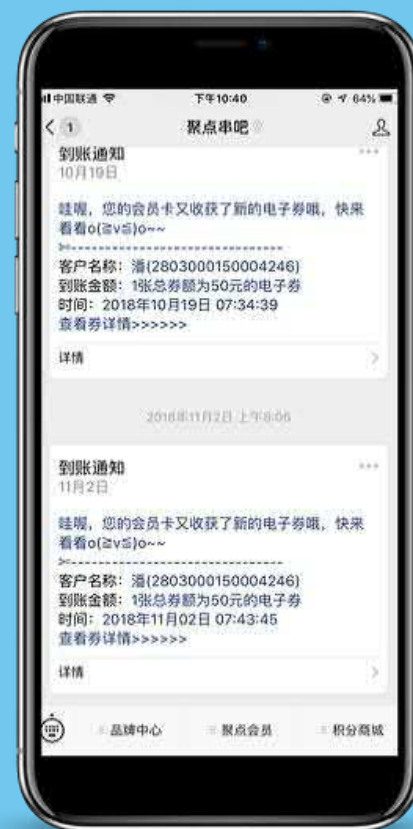 中国联通 下午10:40 64%
1 聚点串吧
到账通知
10月19日
哇喔，您的会员卡又收获了新的电子券哦，快来
看看o(≧v≦)o~~
✄------------------------------
客户名称：潘(2803000150004246)
到账金额：1张总券额为50元的电子券
时间：2018年10月19日 07:34:39
查看券详情>>>>>>
详情
2018年11月2日 上午8:06
到账通知
11月2日
哇喔，您的会员卡又收获了新的电子券哦，快来
看看o(≧v≦)o~~
✄------------------------------
客户名称：潘(2803000150004246)
到账金额：1张总券额为50元的电子券
时间：2018年11月02日 07:43:45
查看券详情>>>>>>
详情
品牌中心 聚点会员 积分商城